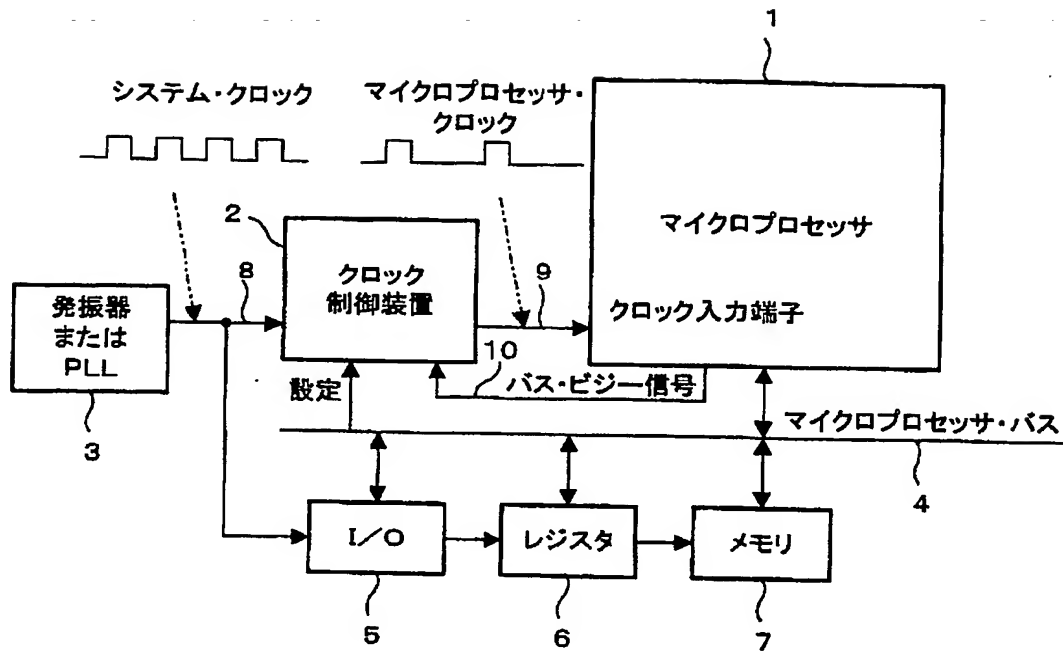 1
システム・クロック
マイクロプロセッサ・
クロック
2
マイクロプロセッサ
8
クロック
制御装置
9
発振器
または
PLL
クロック入力端子
10
設定
バス・ビジー信号
マイクロプロセッサ・バス
3
4
I/O
レジスタ
メモリ
5
6
7